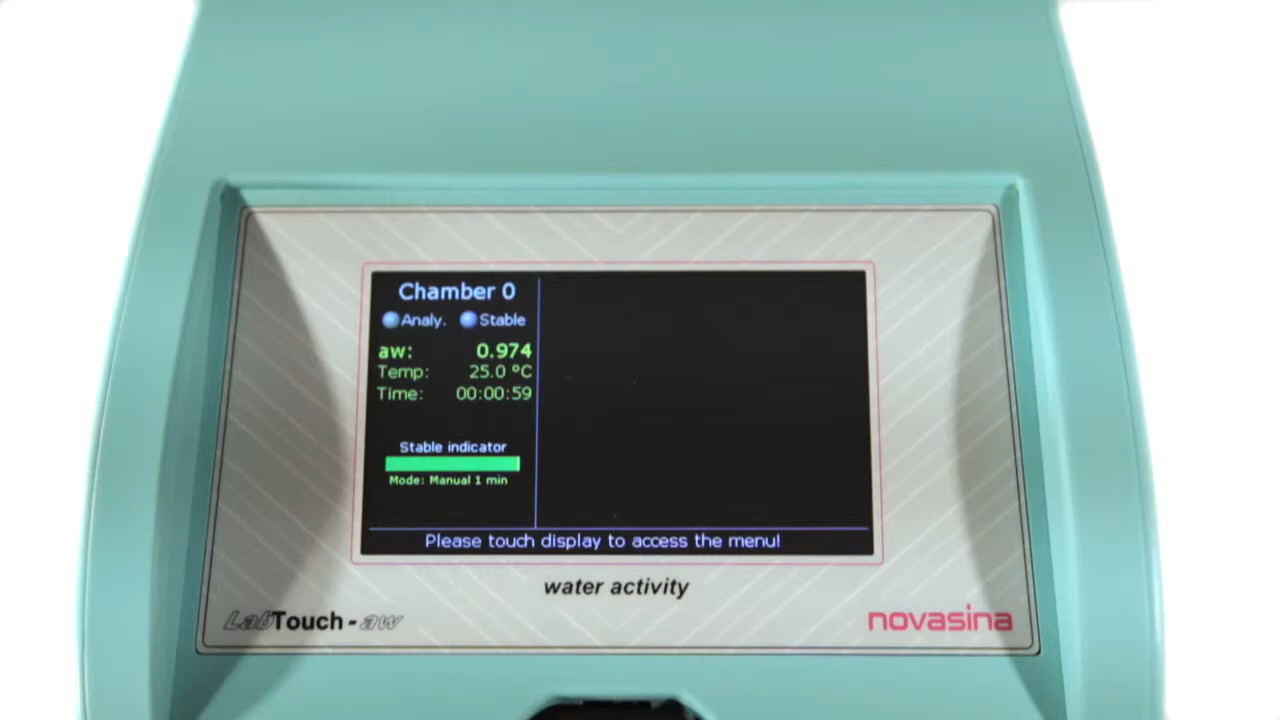 Chamber 0
Analy. Stable
aw: 0.974
Temp: 25.0 °C
Time: 00:00:59
Stable indicator
Mode: Manual 1 min
Please touch display to access the menu!
water activity
LabTouch-aw
novasina